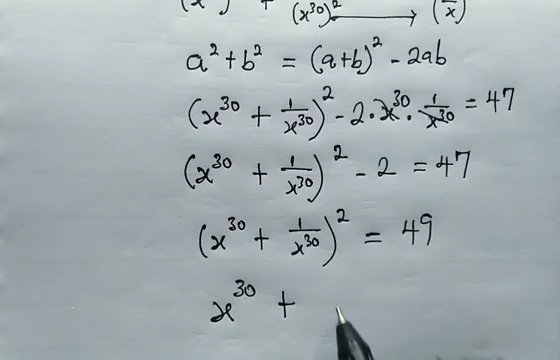 (x³⁰)² ⟶ (1/x)
a² + b² = (a+b)² - 2ab
(x³⁰ + 1/x³⁰)² - 2 · x³⁰ · 1/x³⁰ = 47
(x³⁰ + 1/x³⁰)² - 2 = 47
(x³⁰ + 1/x³⁰)² = 49
x³⁰ +